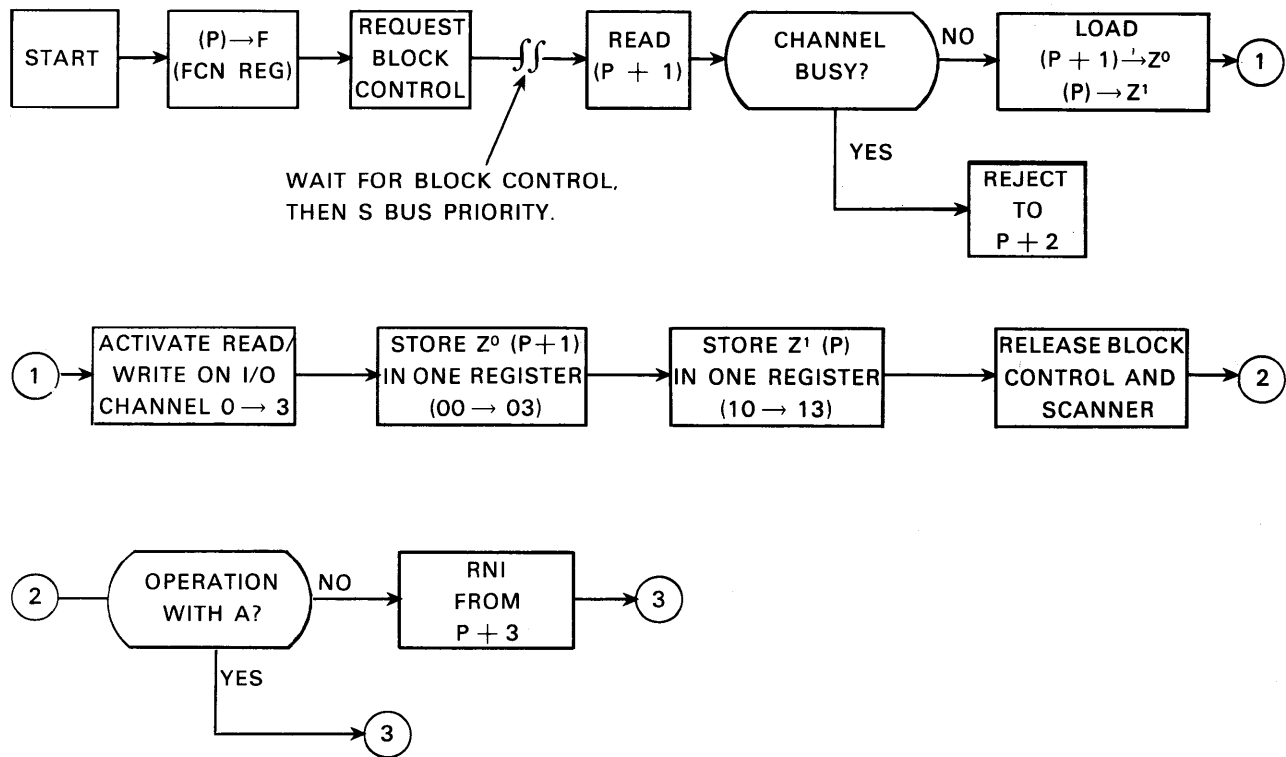 START
(P) → F
(FCN REG)
REQUEST
BLOCK
CONTROL
WAIT FOR BLOCK CONTROL,
THEN S BUS PRIORITY.
READ
(P + 1)
CHANNEL
BUSY?
NO
YES
LOAD
(P + 1) → Z⁰
(P) → Z¹
1
REJECT
TO
P + 2
1
ACTIVATE READ/
WRITE ON I/O
CHANNEL 0 → 3
STORE Z⁰ (P+1)
IN ONE REGISTER
(00 → 03)
STORE Z¹ (P)
IN ONE REGISTER
(10 → 13)
RELEASE BLOCK
CONTROL AND
SCANNER
2
2
OPERATION
WITH A?
NO
YES
RNI
FROM
P + 3
3
3